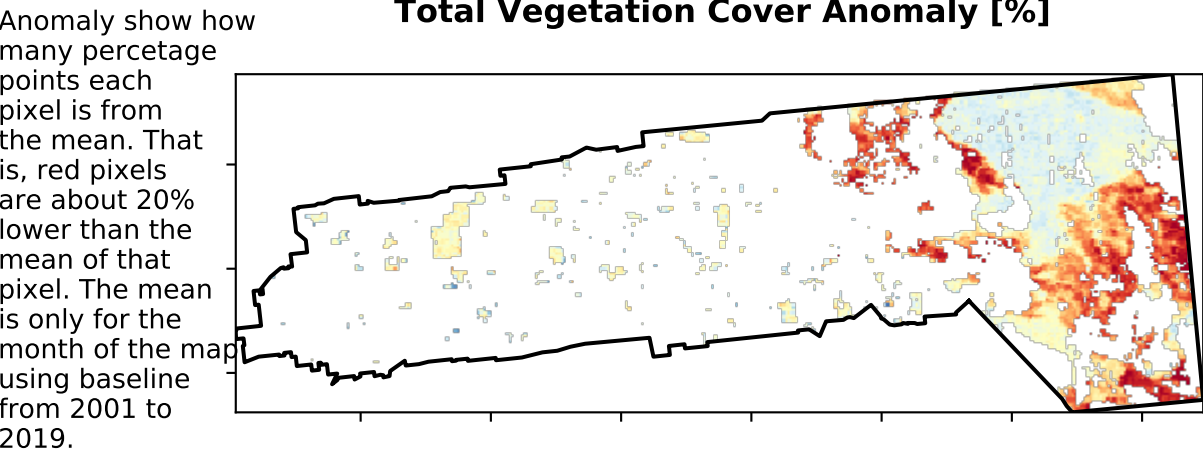 Total Vegetation Cover Anomaly [%]
Anomaly show how
many percetage
points each
pixel is from
the mean. That
is, red pixels
are about 20%
lower than the
mean of that
pixel. The mean
is only for the
month of the map
using baseline
from 2001 to
2019.